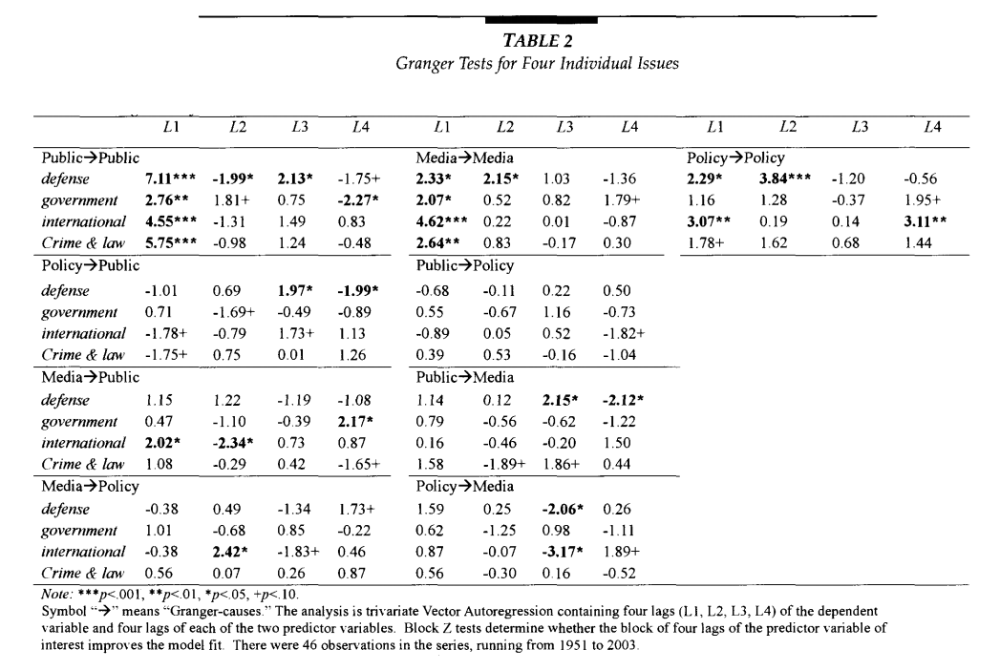 TABLE 2
Granger Tests for Four Individual Issues
L1 L2 L3 L4 L1 L2 L3 L4 L1 L2 L3 L4
Public→Public Media→Media Policy→Policy
defense 7.11*** -1.99* 2.13* -1.75+ 2.33* 2.15* 1.03 -1.36 2.29* 3.84*** -1.20 -0.56
government 2.76** 1.81+ 0.75 -2.27* 2.07* 0.52 0.82 1.79+ 1.16 1.28 -0.37 1.95+
international 4.55*** -1.31 1.49 0.83 4.62*** 0.22 0.01 -0.87 3.07** 0.19 0.14 3.11**
Crime & law 5.75*** -0.98 1.24 -0.48 2.64** 0.83 -0.17 0.30 1.78+ 1.62 0.68 1.44
Policy→Public Public→Policy
defense -1.01 0.69 1.97* -1.99* -0.68 -0.11 0.22 0.50
government 0.71 -1.69+ -0.49 -0.89 0.55 -0.67 1.16 -0.73
international -1.78+ -0.79 1.73+ 1.13 -0.89 0.05 0.52 -1.82+
Crime & law -1.75+ 0.75 0.01 1.26 0.39 0.53 -0.16 -1.04
Media→Public Public→Media
defense 1.15 1.22 -1.19 -1.08 1.14 0.12 2.15* -2.12*
government 0.47 -1.10 -0.39 2.17* 0.79 -0.56 -0.62 -1.22
international 2.02* -2.34* 0.73 0.87 0.16 -0.46 -0.20 1.50
Crime & law 1.08 -0.29 0.42 -1.65+ 1.58 -1.89+ 1.86+ 0.44
Media→Policy Policy→Media
defense -0.38 0.49 -1.34 1.73+ 1.59 0.25 -2.06* 0.26
government 1.01 -0.68 0.85 -0.22 0.62 -1.25 0.98 -1.11
international -0.38 2.42* -1.83+ 0.46 0.87 -0.07 -3.17* 1.89+
Crime & law 0.56 0.07 0.26 0.87 0.56 -0.30 0.16 -0.52
Note: ***p<.001, **p<.01, *p<.05, +p<.10.
Symbol "→" means "Granger-causes." The analysis is trivariate Vector Autoregression containing four lags (L1, L2, L3, L4) of the dependent
variable and four lags of each of the two predictor variables. Block Z tests determine whether the block of four lags of the predictor variable of
interest improves the model fit. There were 46 observations in the series, running from 1951 to 2003.